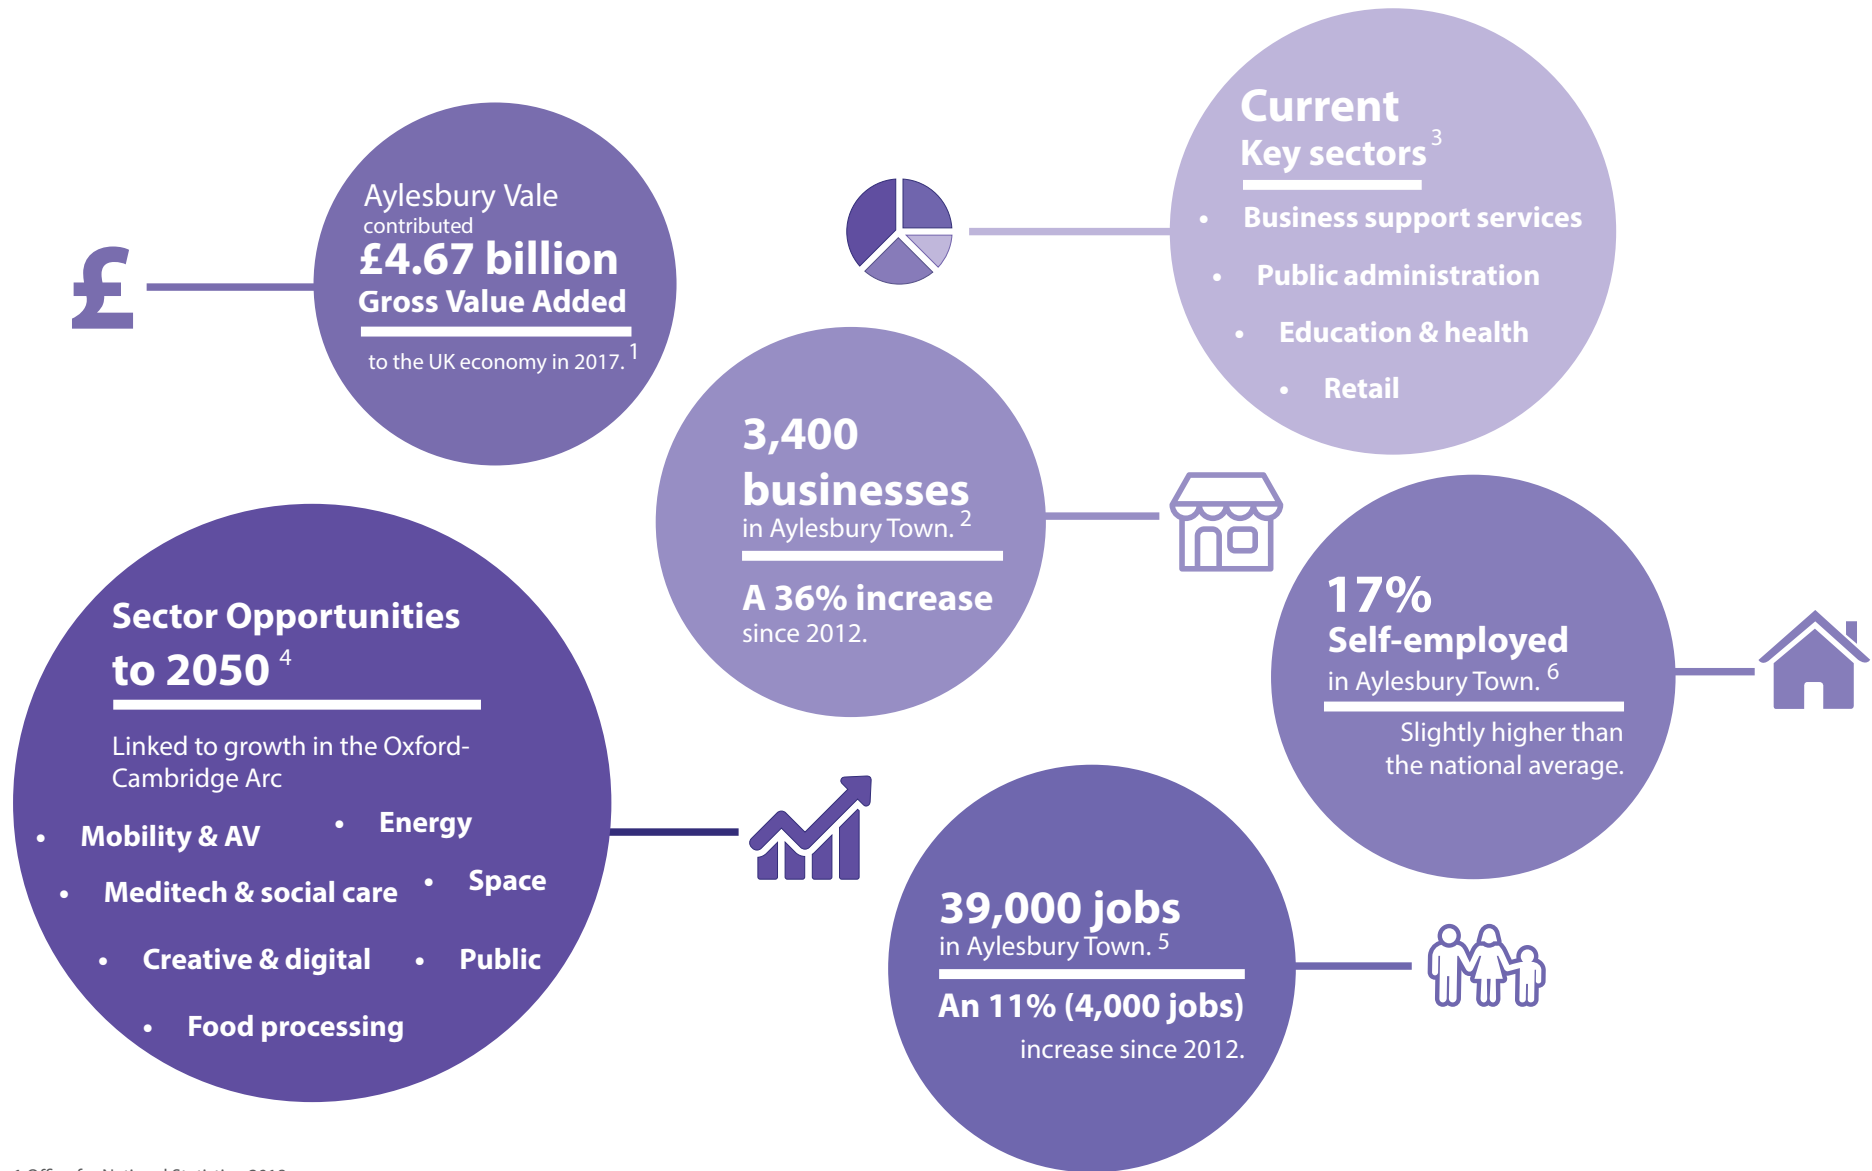 £
Aylesbury Vale
contributed
£4.67 billion
Gross Value Added
to the UK economy in 2017. 1
Current
Key sectors 3
• Business support services
• Public administration
• Education & health
• Retail
3,400
businesses
in Aylesbury Town. 2
A 36% increase
since 2012.
17%
Self-employed
in Aylesbury Town. 6
Slightly higher than
the national average.
Sector Opportunities
to 2050 4
Linked to growth in the Oxford-
Cambridge Arc
• Mobility & AV
• Energy
• Meditech & social care
• Space
• Creative & digital
• Public
• Food processing
39,000 jobs
in Aylesbury Town. 5
An 11% (4,000 jobs)
increase since 2012.